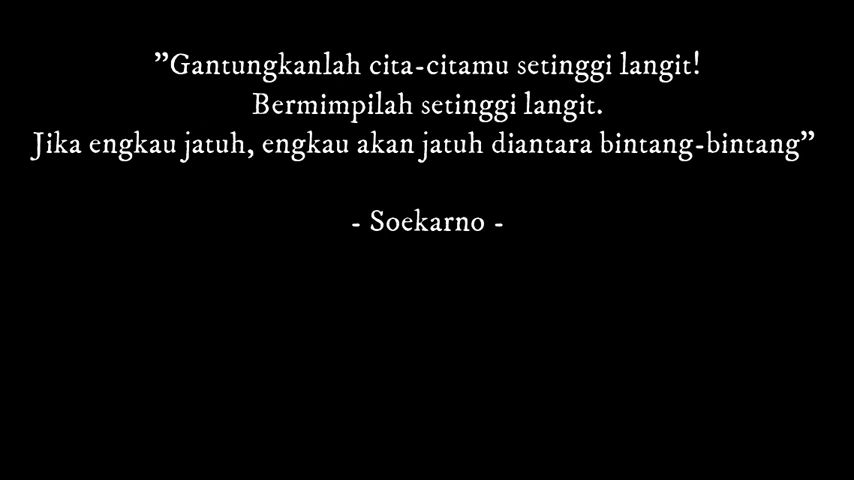 ”Gantungkanlah cita-citamu setinggi langit!
Bermimpilah setinggi langit.
Jika engkau jatuh, engkau akan jatuh diantara bintang-bintang”
- Soekarno -